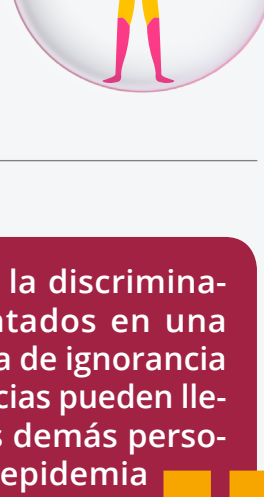 la discrimina-
ntados en una
a de ignorancia
cias pueden lle-
s demás perso-
epidemia